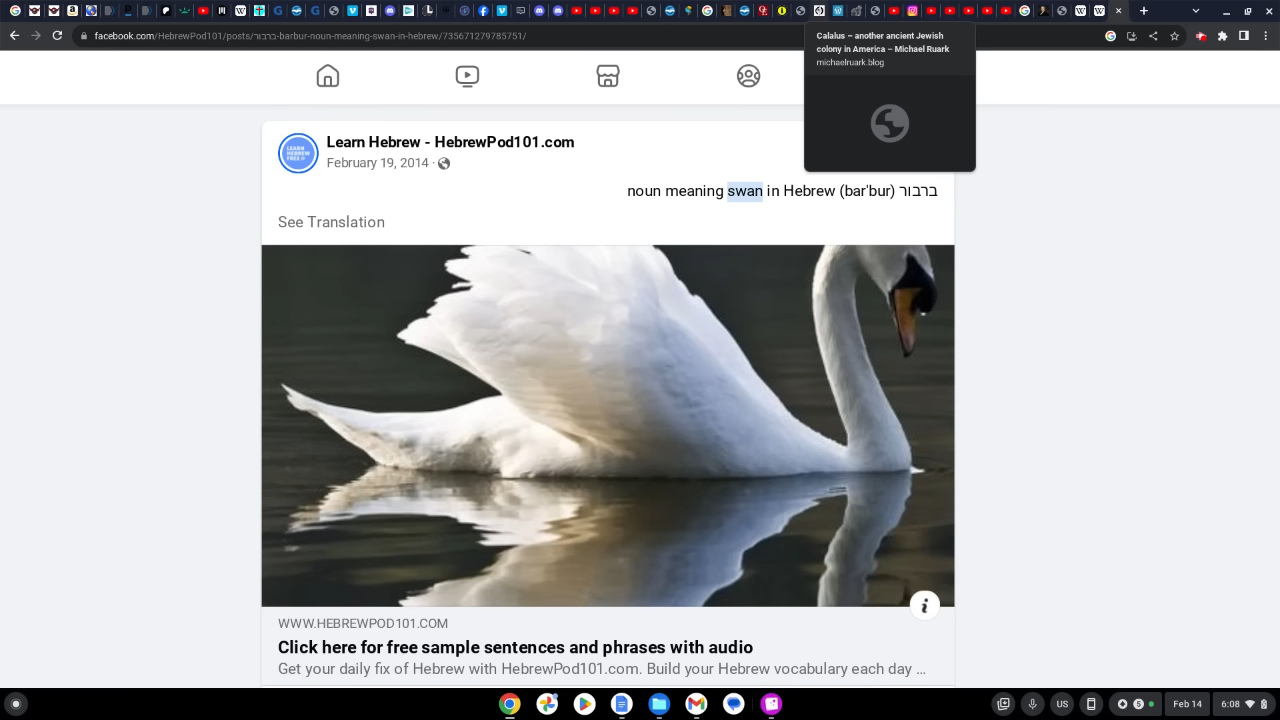 facebook.com/HebrewPod101/posts/ברבור-barbur-noun-meaning-swan-in-hebrew/735671279785751/
Calalus – another ancient Jewish
colony in America – Michael Ruark
michaelruark.blog
Learn Hebrew - HebrewPod101.com
February 19, 2014 ·
ברבור (bar'bur) noun meaning swan in Hebrew
See Translation
WWW.HEBREWPOD101.COM
Click here for free sample sentences and phrases with audio
Get your daily fix of Hebrew with HebrewPod101.com. Build your Hebrew vocabulary each day ...
US
5
Feb 14
6:08